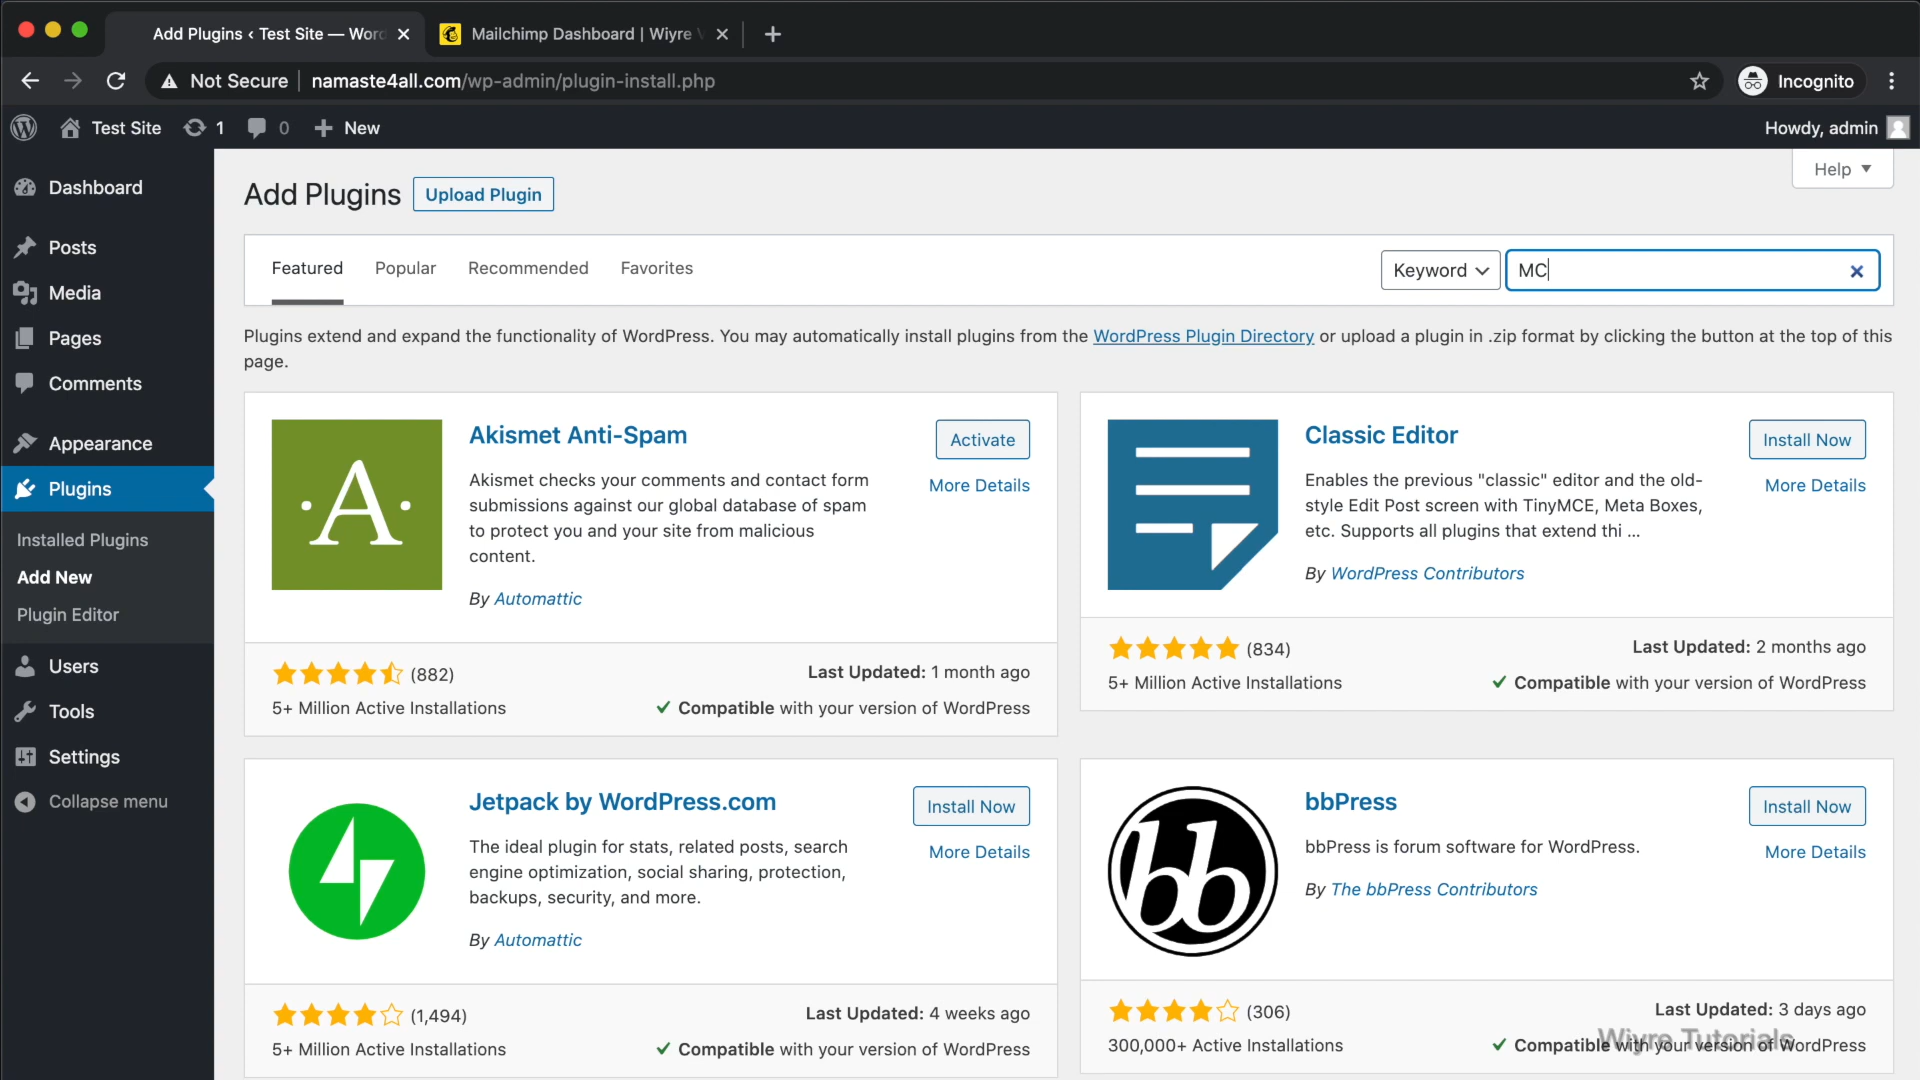 Add Plugins ‹ Test Site — Wor
Mailchimp Dashboard | Wiyre
Not Secure
namaste4all.com/wp-admin/plugin-install.php
Incognito
Test Site
1
0
New
Howdy, admin
Dashboard
Posts
Media
Pages
Comments
Appearance
Plugins
Installed Plugins
Add New
Plugin Editor
Users
Tools
Settings
Collapse menu
Help
Add Plugins
Upload Plugin
Featured
Popular
Recommended
Favorites
Keyword
MC
Plugins extend and expand the functionality of WordPress. You may automatically install plugins from the WordPress Plugin Directory or upload a plugin in .zip format by clicking the button at the top of this
page.
·A·
Akismet Anti-Spam
Activate
More Details
Akismet checks your comments and contact form
submissions against our global database of spam
to protect you and your site from malicious
content.
By Automattic
(882)
Last Updated: 1 month ago
5+ Million Active Installations
Compatible with your version of WordPress
Classic Editor
Install Now
More Details
Enables the previous "classic" editor and the old-
style Edit Post screen with TinyMCE, Meta Boxes,
etc. Supports all plugins that extend thi ...
By WordPress Contributors
(834)
Last Updated: 2 months ago
5+ Million Active Installations
Compatible with your version of WordPress
Jetpack by WordPress.com
Install Now
More Details
The ideal plugin for stats, related posts, search
engine optimization, social sharing, protection,
backups, security, and more.
By Automattic
(1,494)
Last Updated: 4 weeks ago
5+ Million Active Installations
Compatible with your version of WordPress
bb
bbPress
Install Now
More Details
bbPress is forum software for WordPress.
By The bbPress Contributors
(306)
Last Updated: 3 days ago
300,000+ Active Installations
Compatible with your version of WordPress
Wiyre Tutorials